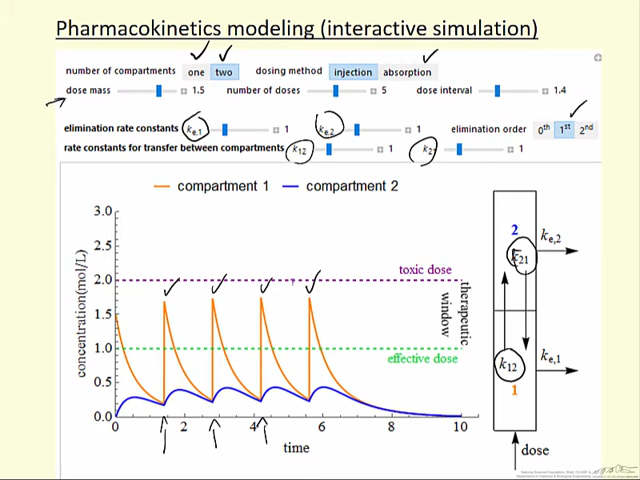 Pharmacokinetics modeling (interactive simulation)
number of compartments one two dosing method injection absorption
dose mass 1.5 number of doses 5 dose interval 1.4
elimination rate constants ke,1 1 ke,2 1 elimination order 0th 1st 2nd
rate constants for transfer between compartments k12 1 k21 1
compartment 1 compartment 2
concentration(mol/L)
3.0
2.5
2.0
1.5
1.0
0.5
0.0
toxic dose
therapeutic
window
effective dose
0 2 4 6 8 10
time
2
ke,2
k21
k12
ke,1
1
dose